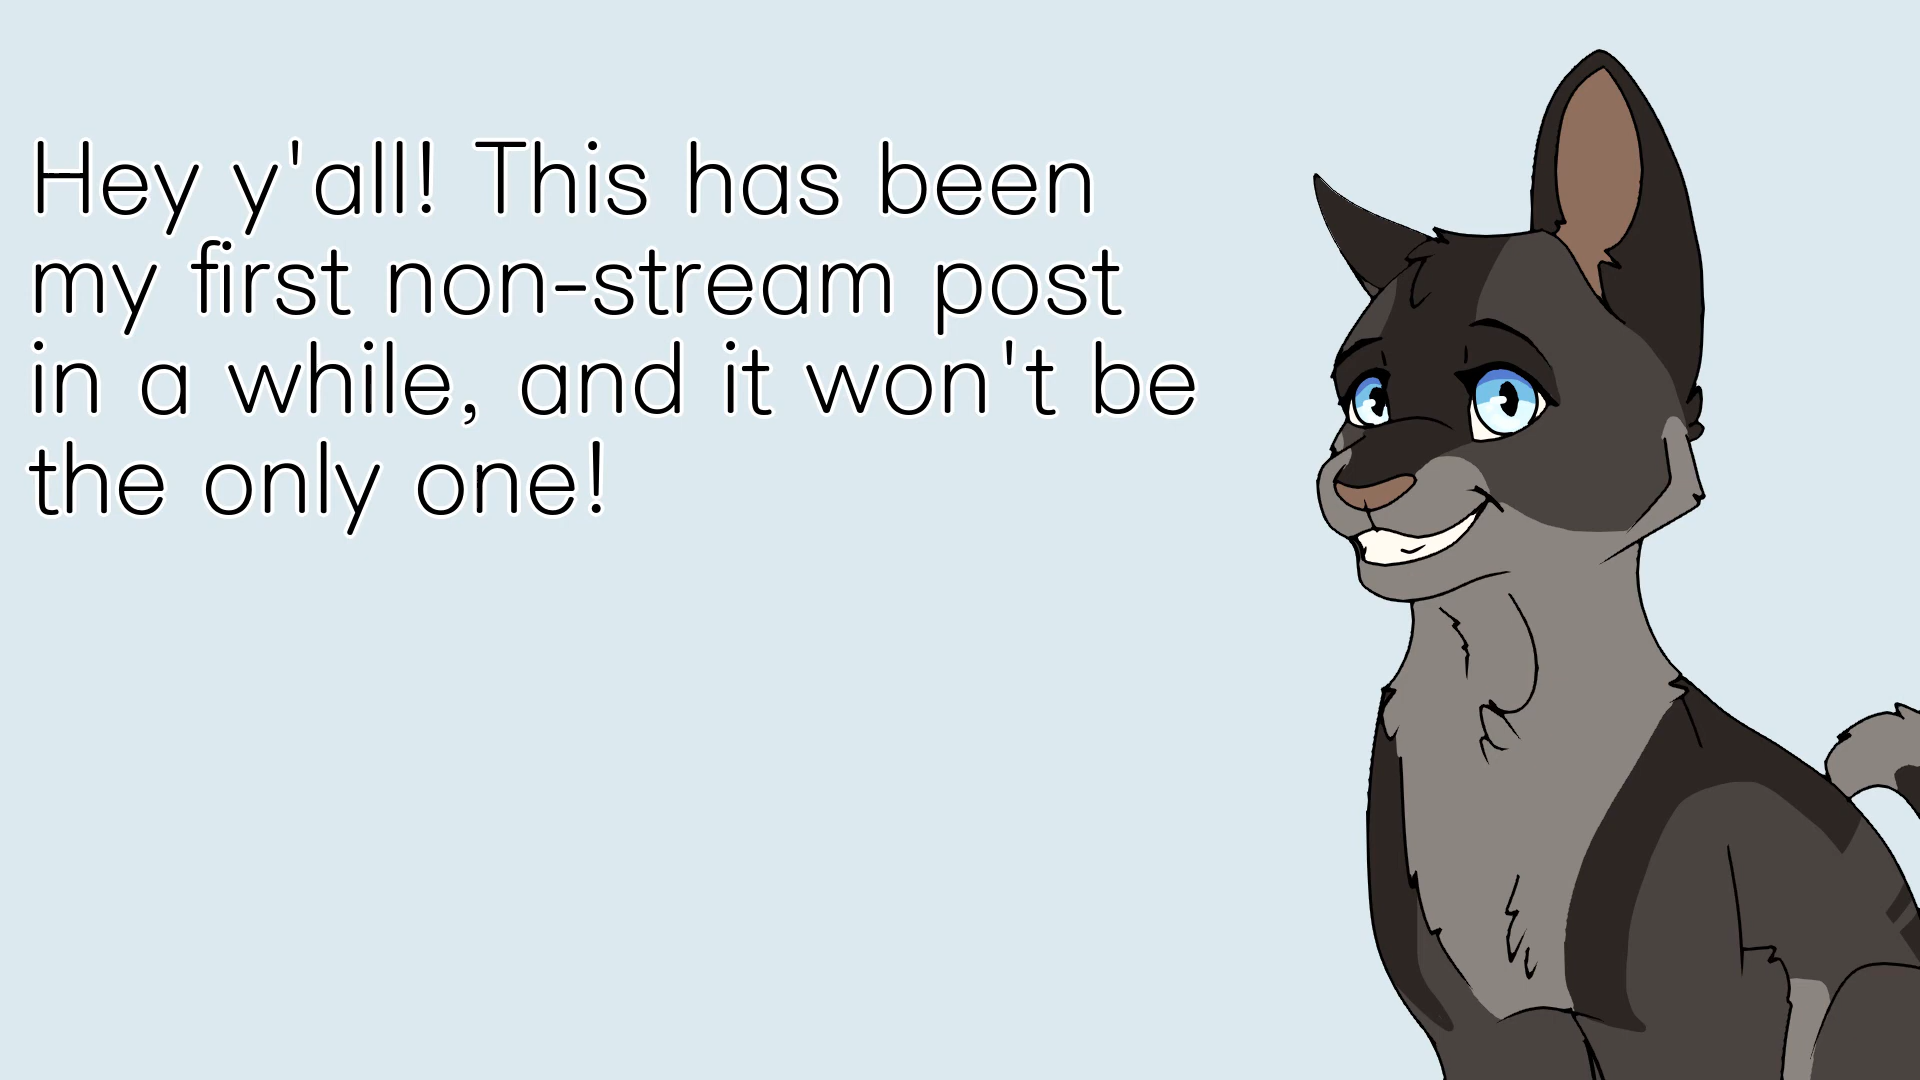 Hey y'all! This has been
my first non-stream post
in a while, and it won't be
the only one!